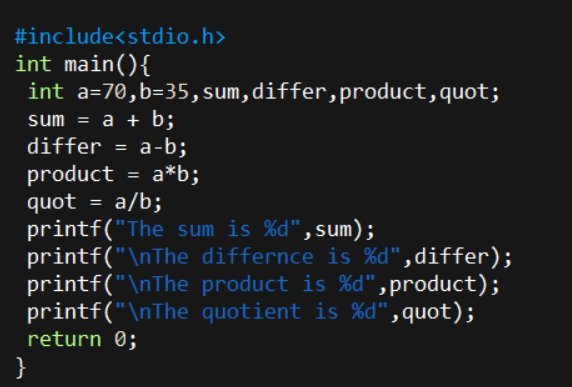 #include<stdio.h>
int main(){
int a=70,b=35,sum,differ,product,quot;
sum = a + b;
differ = a-b;
product = a*b;
quot = a/b;
printf("The sum is %d",sum);
printf("\nThe differnce is %d",differ);
printf("\nThe product is %d",product);
printf("\nThe quotient is %d",quot);
return 0;
}